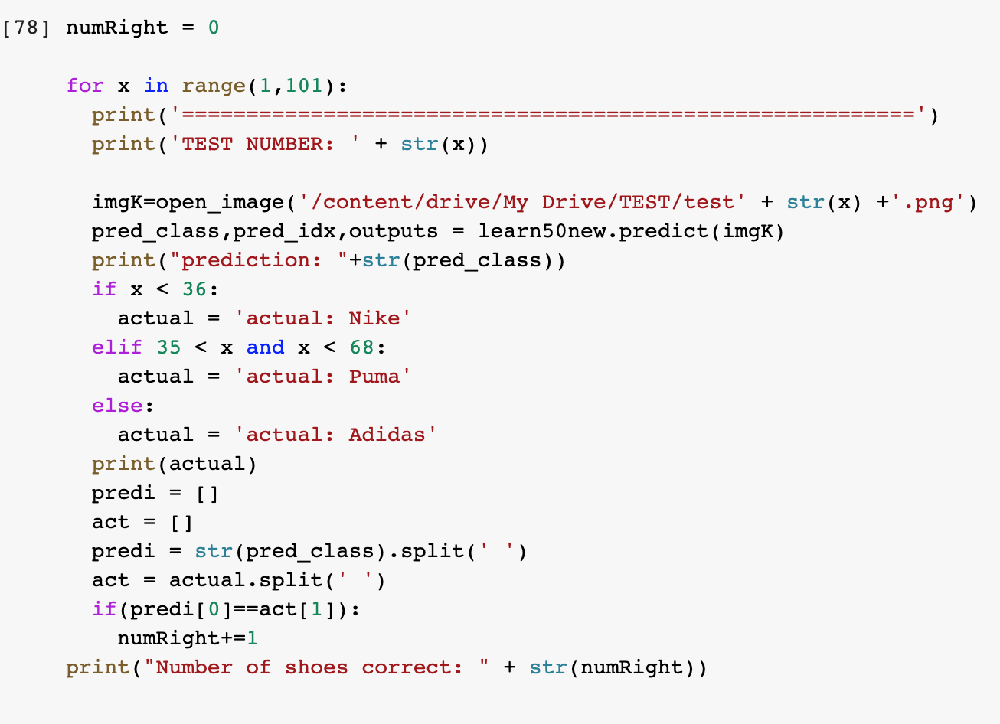 [78] numRight = 0
for x in range(1,101):
print('=========================================================')
print('TEST NUMBER: ' + str(x))
imgK=open_image('/content/drive/My Drive/TEST/test' + str(x) +'.png')
pred_class,pred_idx,outputs = learn50new.predict(imgK)
print("prediction: "+str(pred_class))
if x < 36:
actual = 'actual: Nike'
elif 35 < x and x < 68:
actual = 'actual: Puma'
else:
actual = 'actual: Adidas'
print(actual)
predi = []
act = []
predi = str(pred_class).split(' ')
act = actual.split(' ')
if(predi[0]==act[1]):
numRight+=1
print("Number of shoes correct: " + str(numRight))